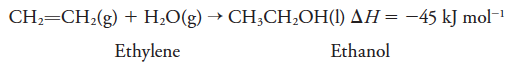 CH₂=CH₂(g) + H₂O(g) → CH₃CH₂OH(l) ΔH = −45 kJ mol⁻¹
Ethylene Ethanol